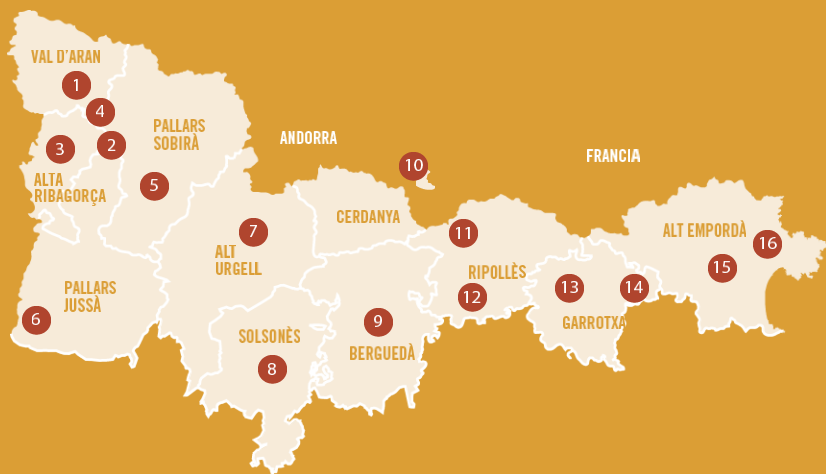 VAL D'ARAN
1
4
PALLARS
SOBIRÀ
ANDORRA
3
2
FRANCIA
10
ALTA
RIBAGORÇA
5
CERDANYA
7
11
ALT EMPORDÀ
16
ALT
URGELL
RIPOLLÈS
15
PALLARS
JUSSÀ
12
13
14
6
9
GARROTXA
SOLSONÈS
BERGUEDÀ
8